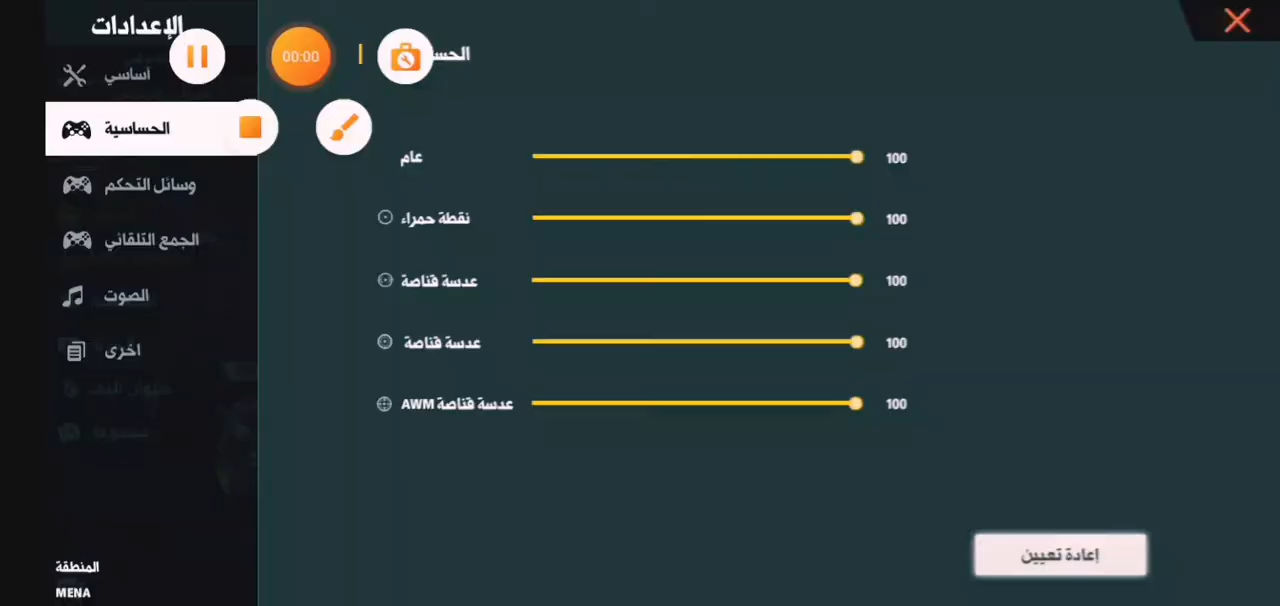 الإعدادات
00:00
أساسي
الحساسية
وسائل التحكم
الجمع التلقائي
الصوت
اخرى
عام
100
نقطة حمراء
100
عدسة قناصة
100
عدسة قناصة
100
عدسة قناصة AWM
100
إعادة تعيين
المنطقة
MENA